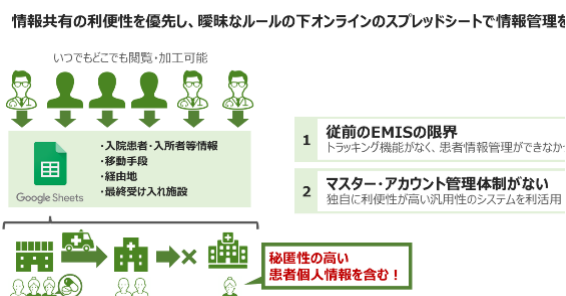 情報共有の利便性を優先し、曖昧なルールの下オンラインのスプレッドシートで情報管理を
いつでもどこでも閲覧・加工可能
・入院患者・入所者等情報
・移動手段
・経由地
・最終受け入れ施設
Google Sheets
1 従前のEMISの限界
トラッキング機能がなく、患者情報管理ができなか
2 マスター・アカウント管理体制がない
独自に利便性が高い汎用性のシステムを利活用
秘匿性の高い
患者個人情報を含む！